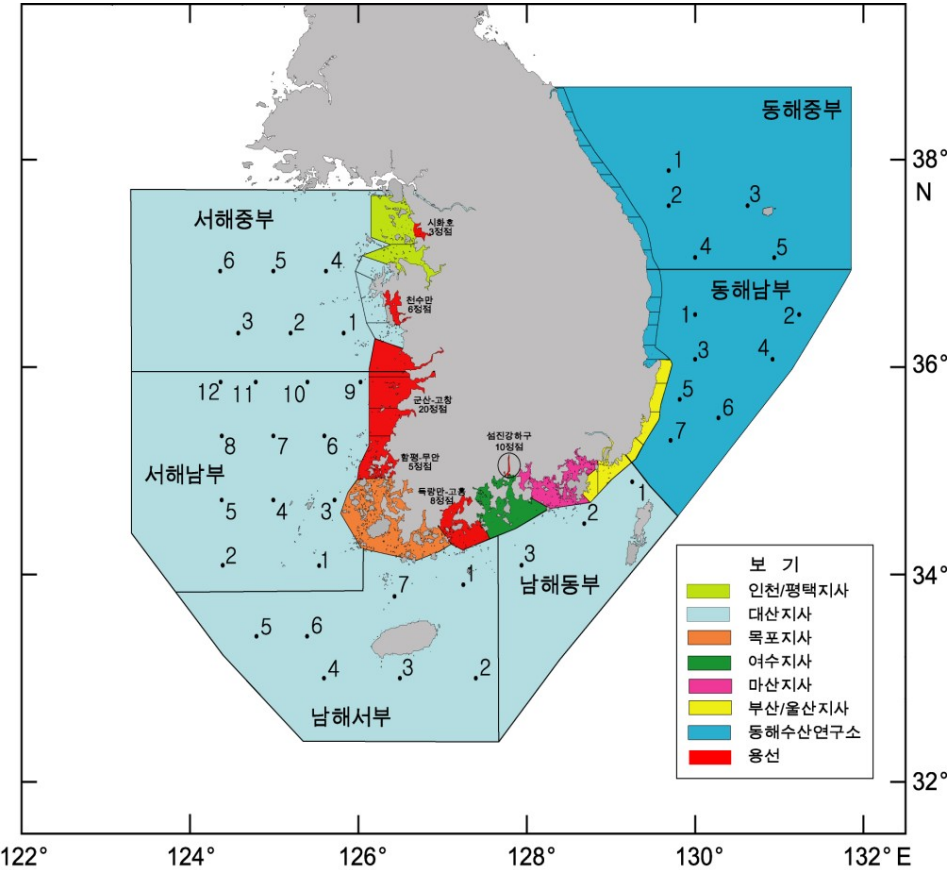 동해중부
1
2
3
4
5
38°
N
서해중부
시화호
3정점
6
5
4
천수만
6정점
3
2
1
동해남부
1
2
3
4
5
6
7
36°
12
11
10
9
군산-고창
20정점
8
7
6
함평-무안
5정점
섬진강하구
10정점
서해남부
득량만-고흥
8정점
5
4
3
2
1
1
2
3
남해동부
34°
7
1
5
6
4
3
2
남해서부
보 기
인천/평택지사
대산지사
목포지사
여수지사
마산지사
부산/울산지사
동해수산연구소
용선
32°
122°
124°
126°
128°
130°
132° E